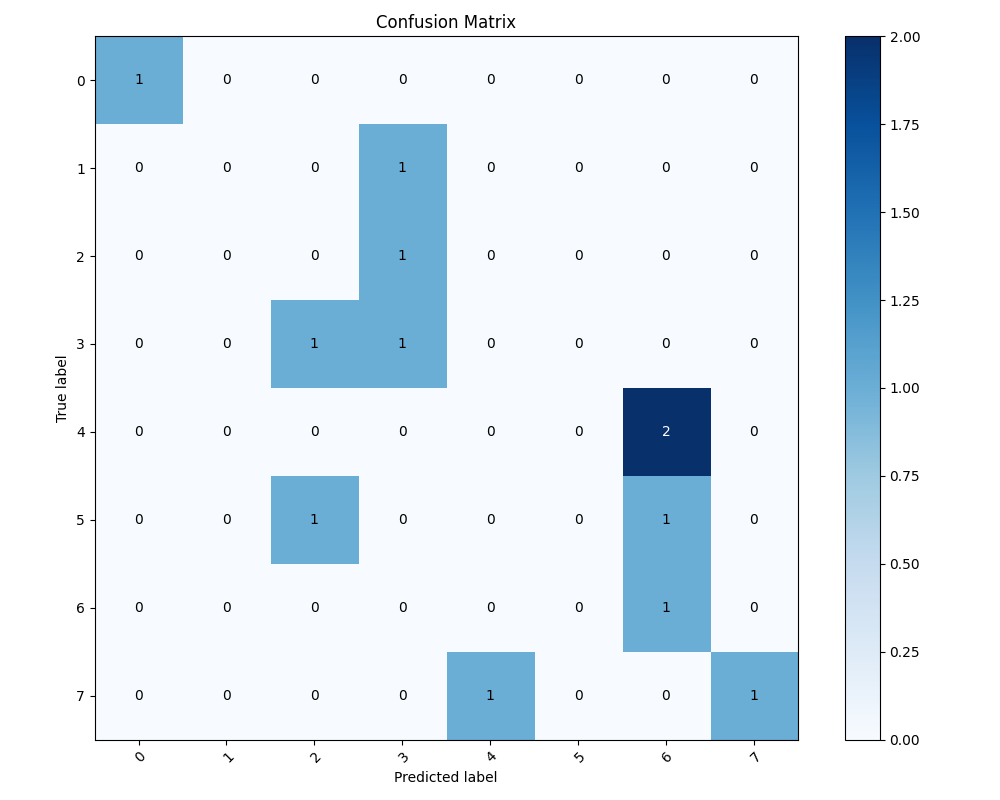 Confusion Matrix
0 1 0 0 0 0 0 0 0
1 0 0 0 1 0 0 0 0
2 0 0 0 1 0 0 0 0
3 0 0 1 1 0 0 0 0
4 0 0 0 0 0 0 2 0
5 0 0 1 0 0 0 1 0
6 0 0 0 0 0 0 1 0
7 0 0 0 0 1 0 0 1
0 1 2 3 4 5 6 7
True label
Predicted label
2.00
1.75
1.50
1.25
1.00
0.75
0.50
0.25
0.00